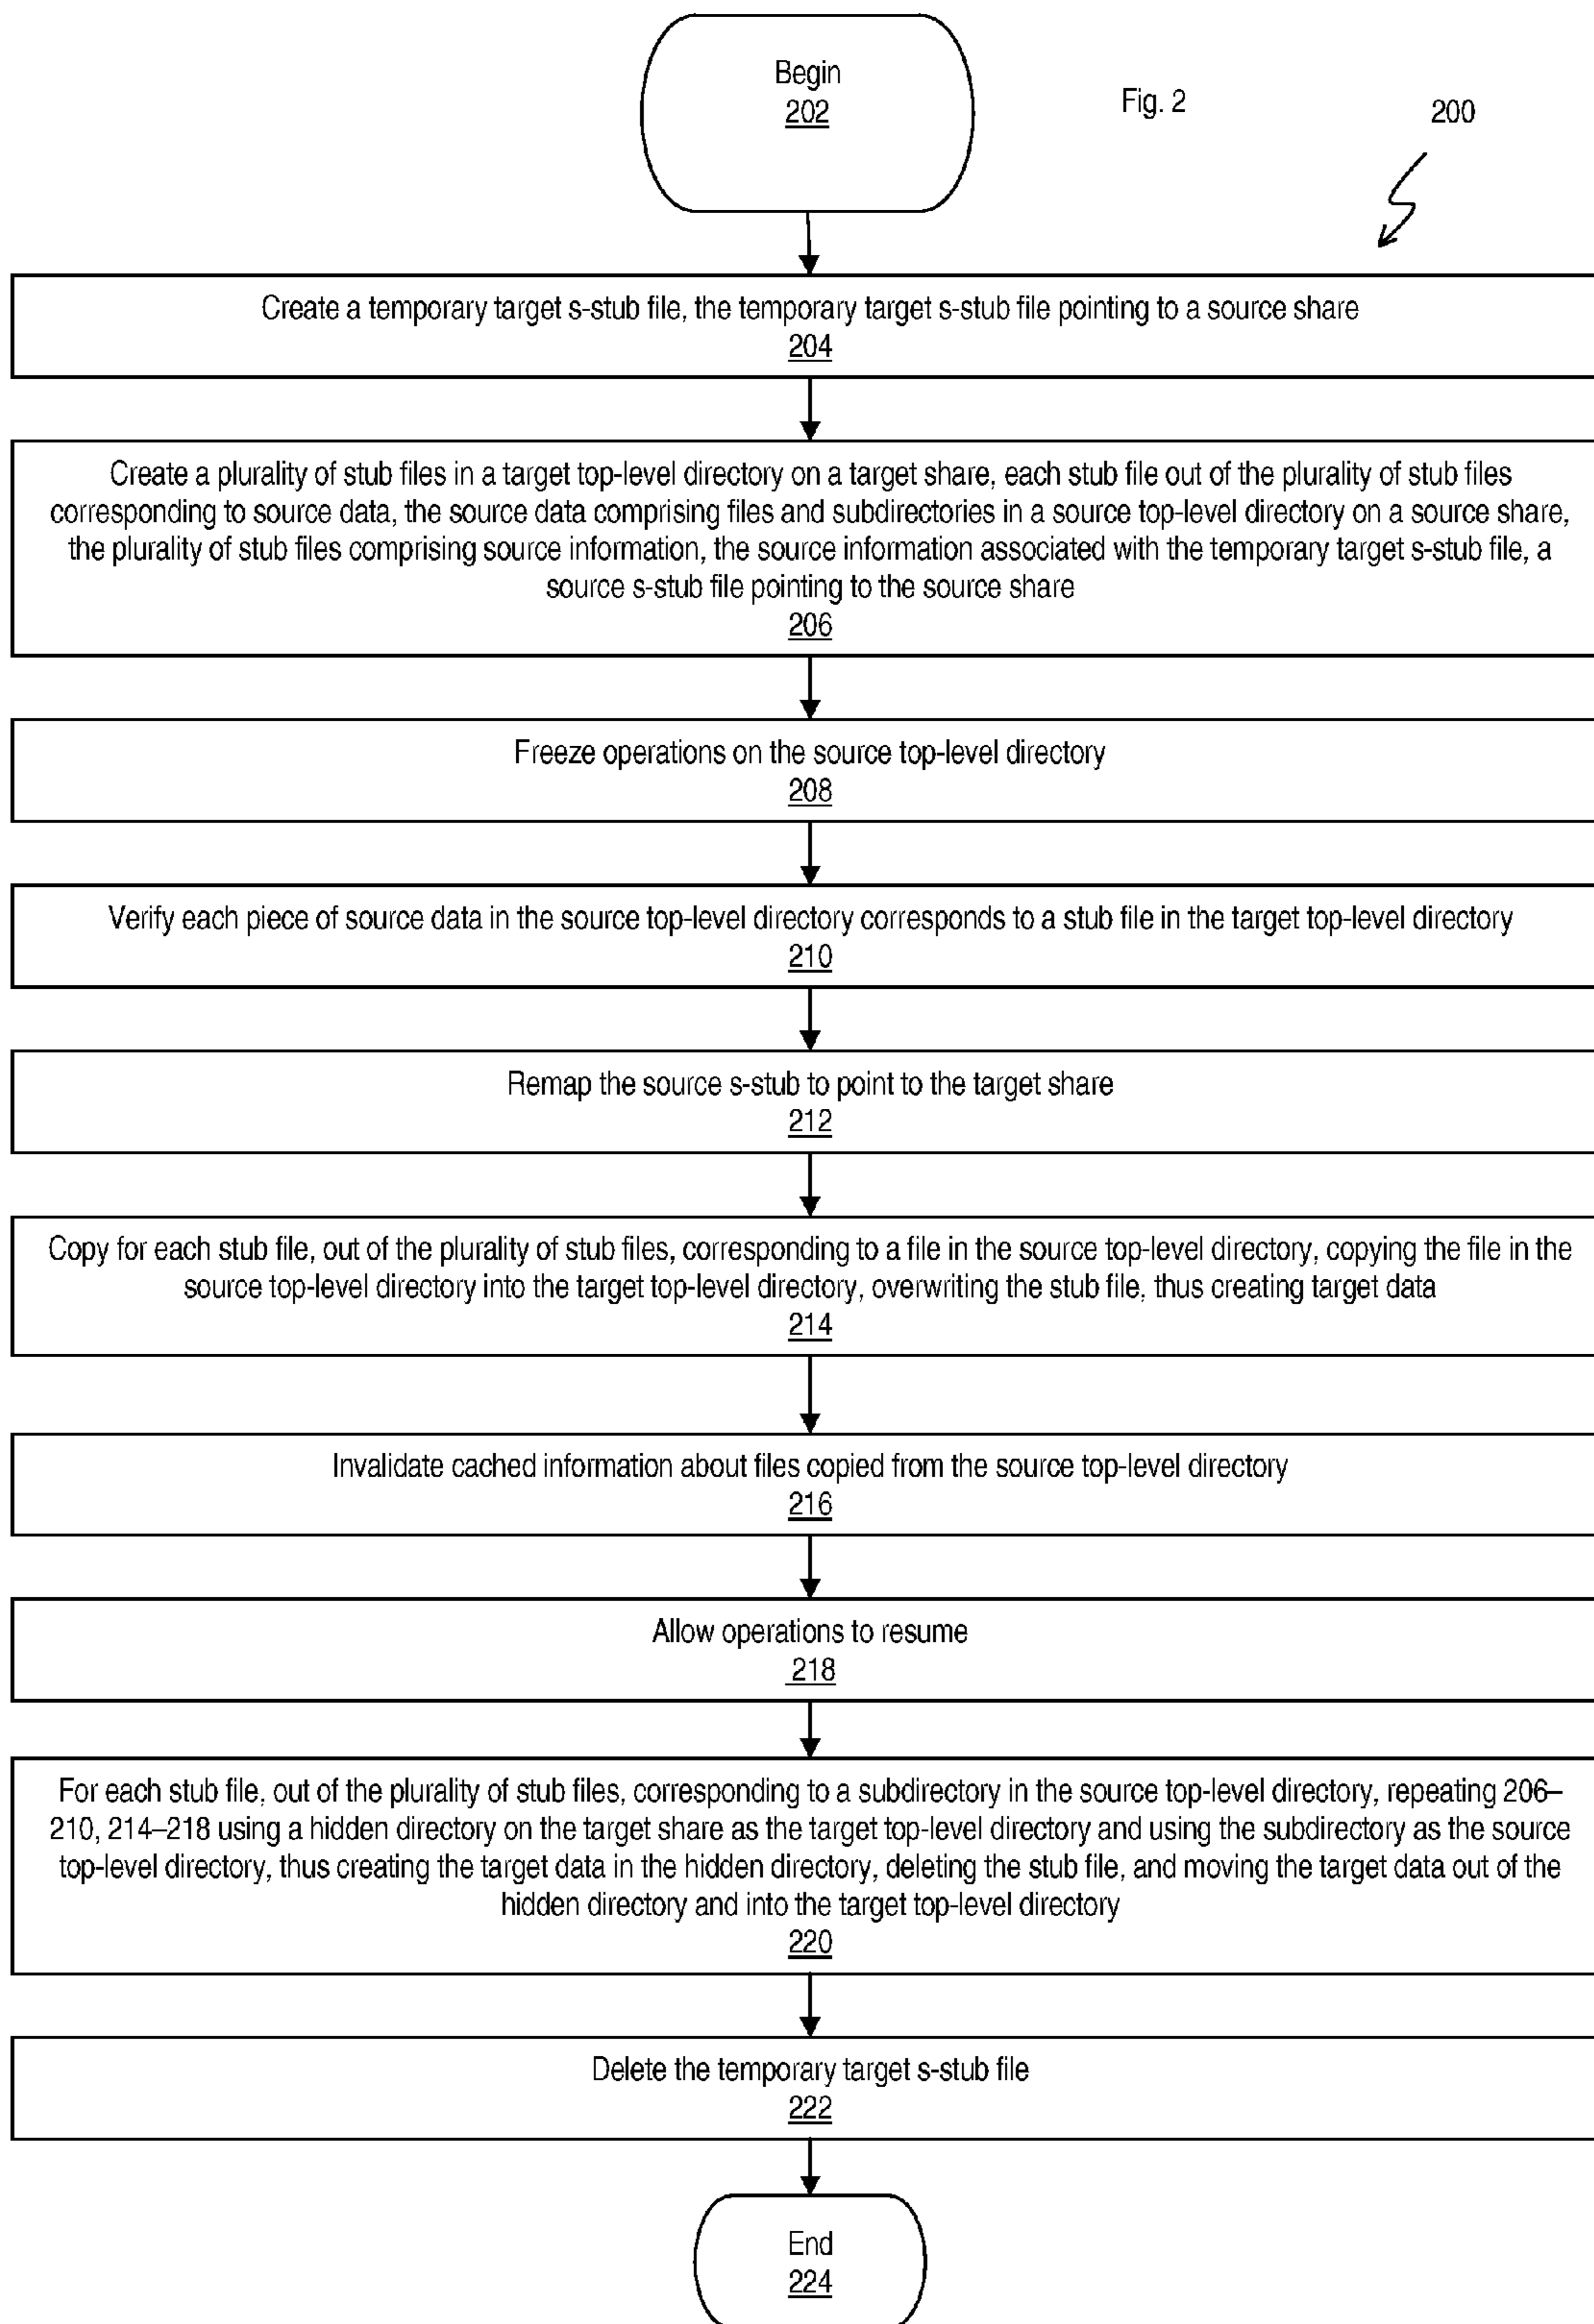 Begin
202
Fig. 2
200
Create a temporary target s-stub file, the temporary target s-stub file pointing to a source share
204
Create a plurality of stub files in a target top-level directory on a target share, each stub file out of the plurality of stub files
corresponding to source data, the source data comprising files and subdirectories in a source top-level directory on a source share,
the plurality of stub files comprising source information, the source information associated with the temporary target s-stub file, a
source s-stub file pointing to the source share
206
Freeze operations on the source top-level directory
208
Verify each piece of source data in the source top-level directory corresponds to a stub file in the target top-level directory
210
Remap the source s-stub to point to the target share
212
Copy for each stub file, out of the plurality of stub files, corresponding to a file in the source top-level directory, copying the file in the
source top-level directory into the target top-level directory, overwriting the stub file, thus creating target data
214
Invalidate cached information about files copied from the source top-level directory
216
Allow operations to resume
218
For each stub file, out of the plurality of stub files, corresponding to a subdirectory in the source top-level directory, repeating 206–
210, 214–218 using a hidden directory on the target share as the target top-level directory and using the subdirectory as the source
top-level directory, thus creating the target data in the hidden directory, deleting the stub file, and moving the target data out of the
hidden directory and into the target top-level directory
220
Delete the temporary target s-stub file
222
End
224